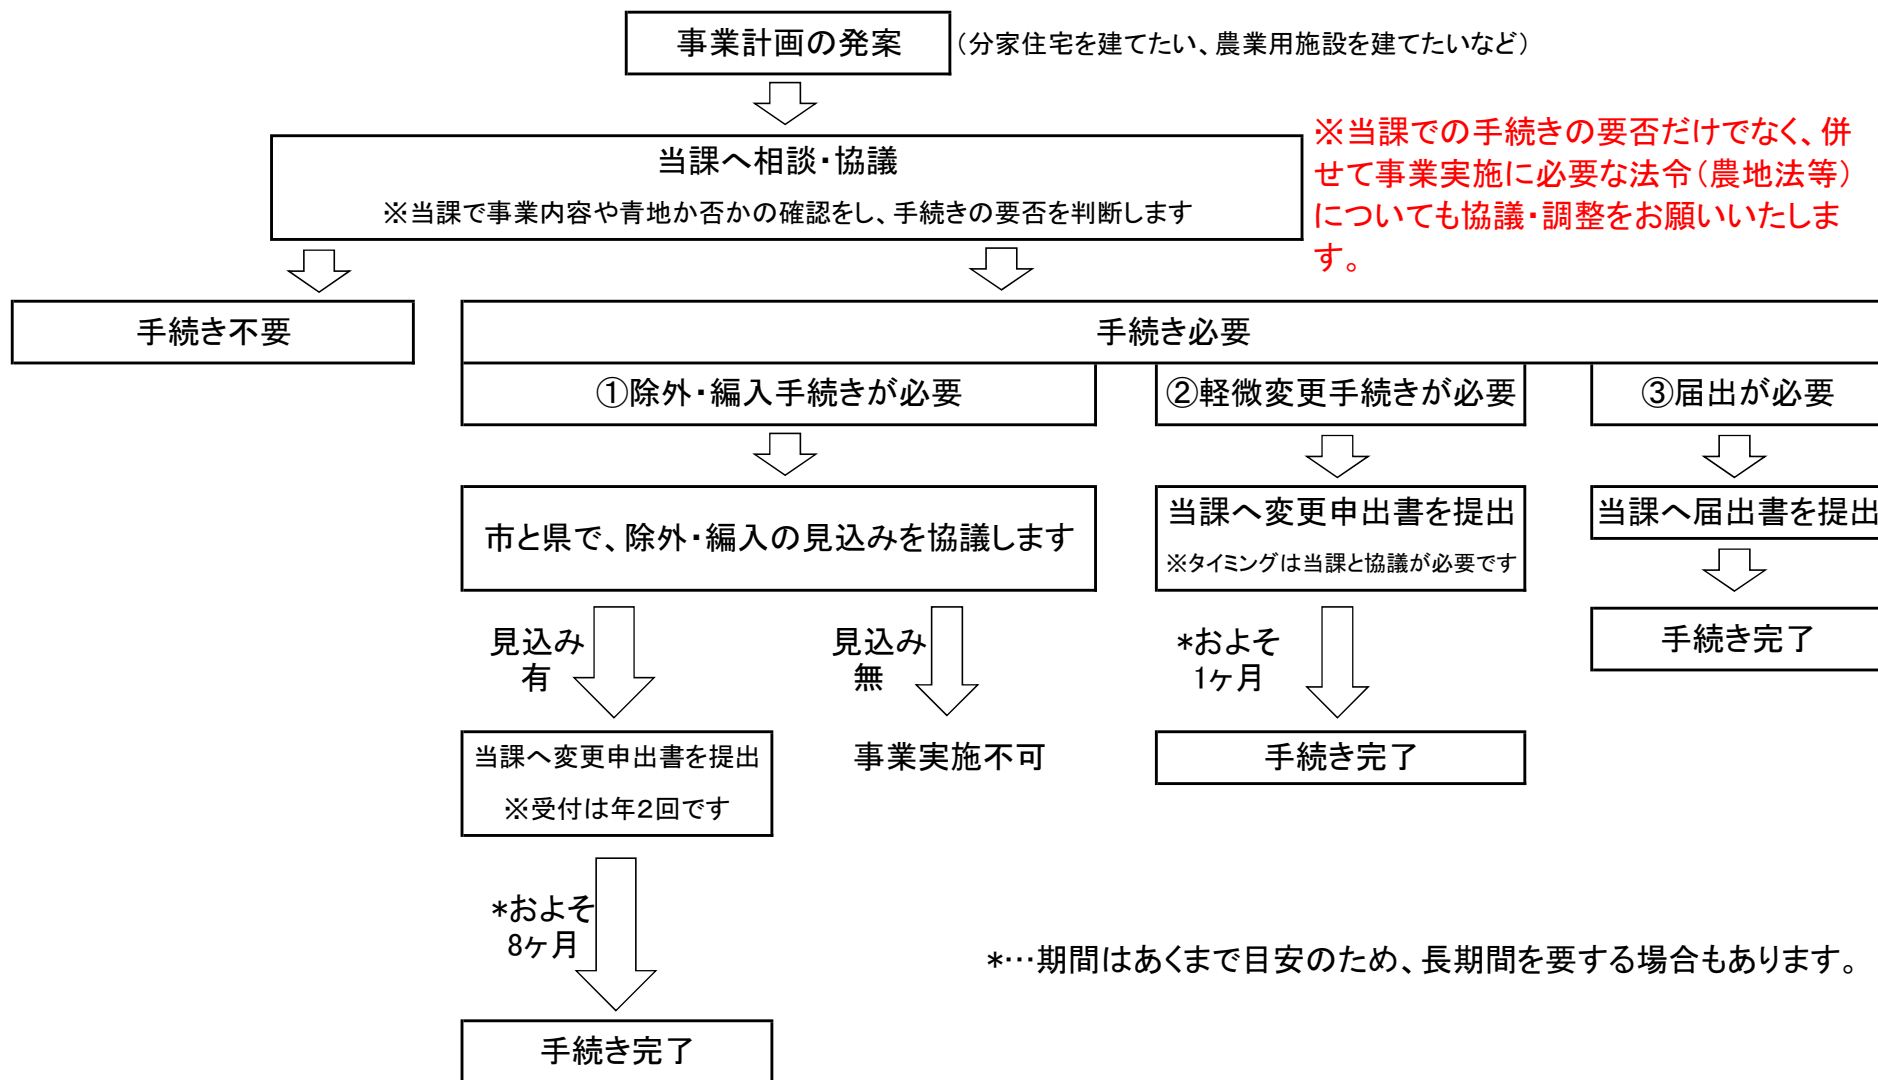 事業計画の発案
（分家住宅を建てたい、農業用施設を建てたいなど）
当課へ相談・協議
※当課で事業内容や青地か否かの確認をし、手続きの要否を判断します
※当課での手続きの要否だけでなく、併
せて事業実施に必要な法令（農地法等）
についても協議・調整をお願いいたしま
す。
手続き不要
手続き必要
①除外・編入手続きが必要
②軽微変更手続きが必要
③届出が必要
市と県で、除外・編入の見込みを協議します
当課へ変更申出書を提出
※タイミングは当課と協議が必要です
当課へ届出書を提出
見込み
有
見込み
無
*およそ
1ヶ月
手続き完了
当課へ変更申出書を提出
※受付は年２回です
事業実施不可
手続き完了
*およそ
8ヶ月
*…期間はあくまで目安のため、長期間を要する場合もあります。
手続き完了